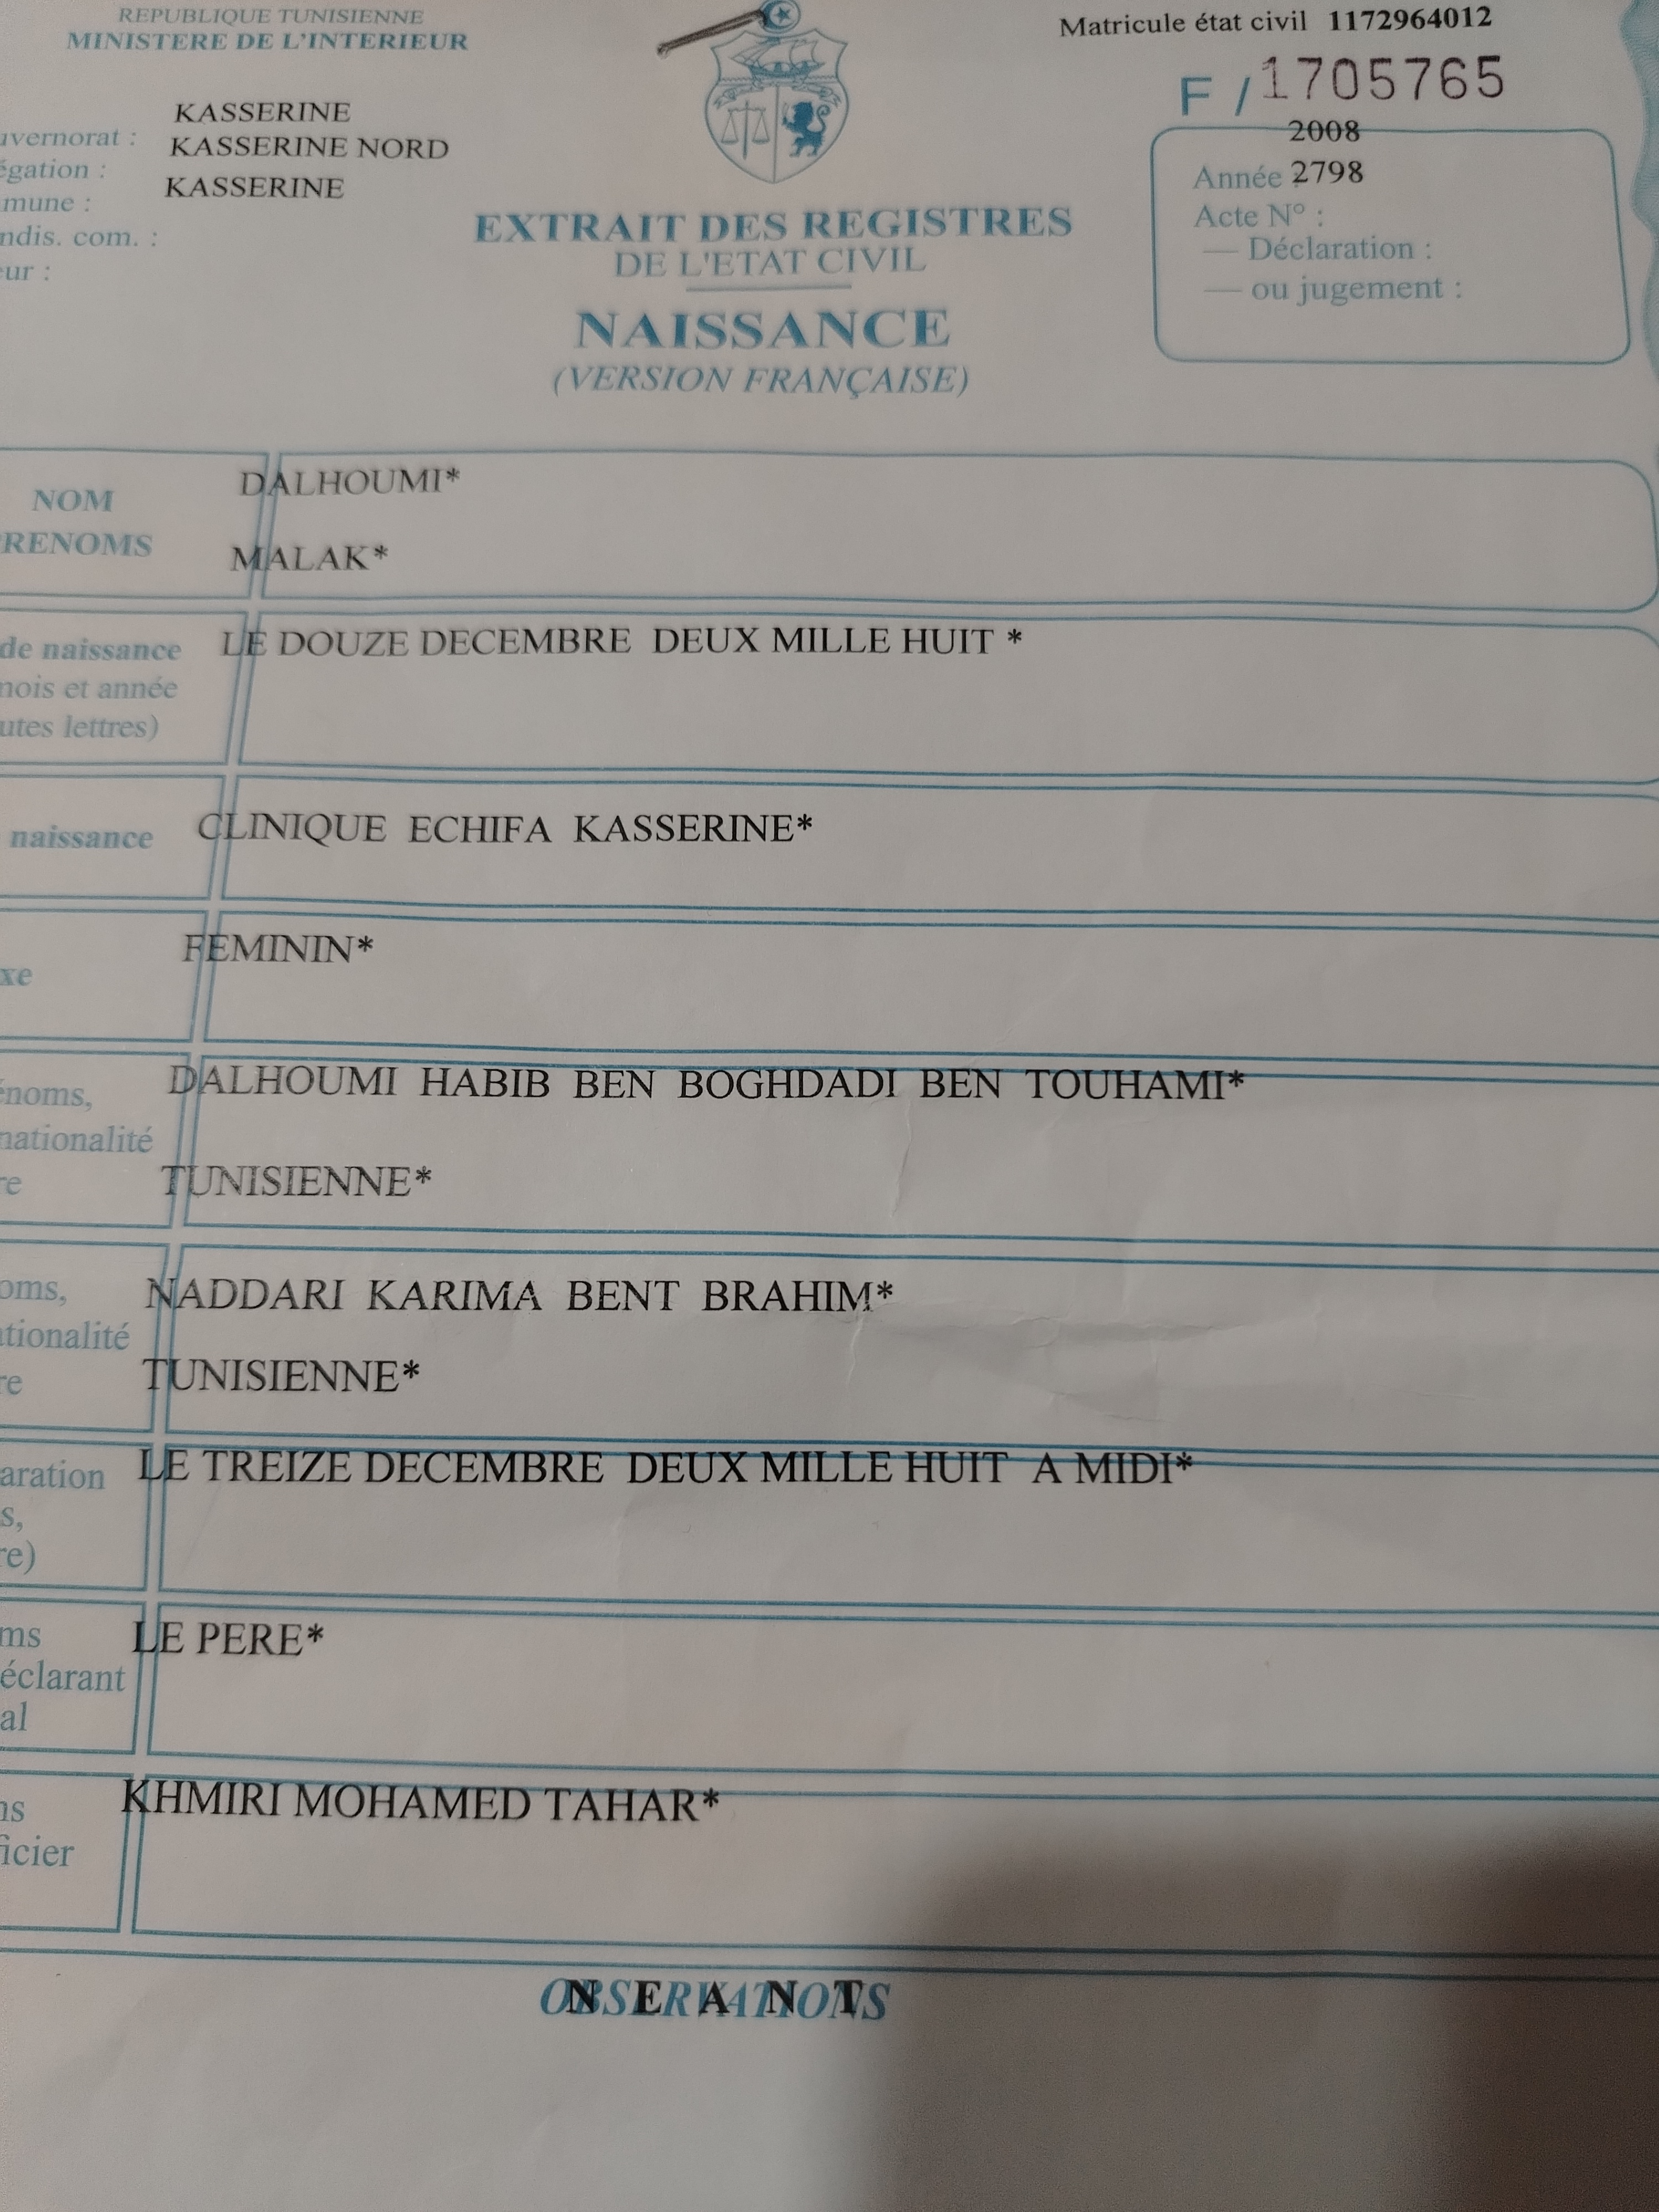 REPUBLIQUE TUNISIENNE
MINISTERE DE L'INTERIEUR
Matricule état civil 1172964012
F / 1705765
KASSERINE
uvernorat :
KASSERINE NORD
égation :
KASSERINE
mune :
ndis. com. :
eur :
2008
Année : 2798
Acte N° :
— Déclaration :
— ou jugement :
EXTRAIT DES REGISTRES
DE L'ETAT CIVIL
NAISSANCE
(VERSION FRANÇAISE)
NOM
DALHOUMI*
RENOMS
MALAK*
de naissance
LE DOUZE DECEMBRE DEUX MILLE HUIT *
mois et année
utes lettres)
naissance
CLINIQUE ECHIFA KASSERINE*
xe
FEMININ*
énoms,
DALHOUMI HABIB BEN BOGHDADI BEN TOUHAMI*
nationalité
re
TUNISIENNE*
oms,
NADDARI KARIMA BENT BRAHIM*
tionalité
re
TUNISIENNE*
aration
LE TREIZE DECEMBRE DEUX MILLE HUIT A MIDI*
s,
re)
ms
LE PERE*
éclarant
al
ns
KHMIRI MOHAMED TAHAR*
ficier
OBSERVATIONS
N E A N T